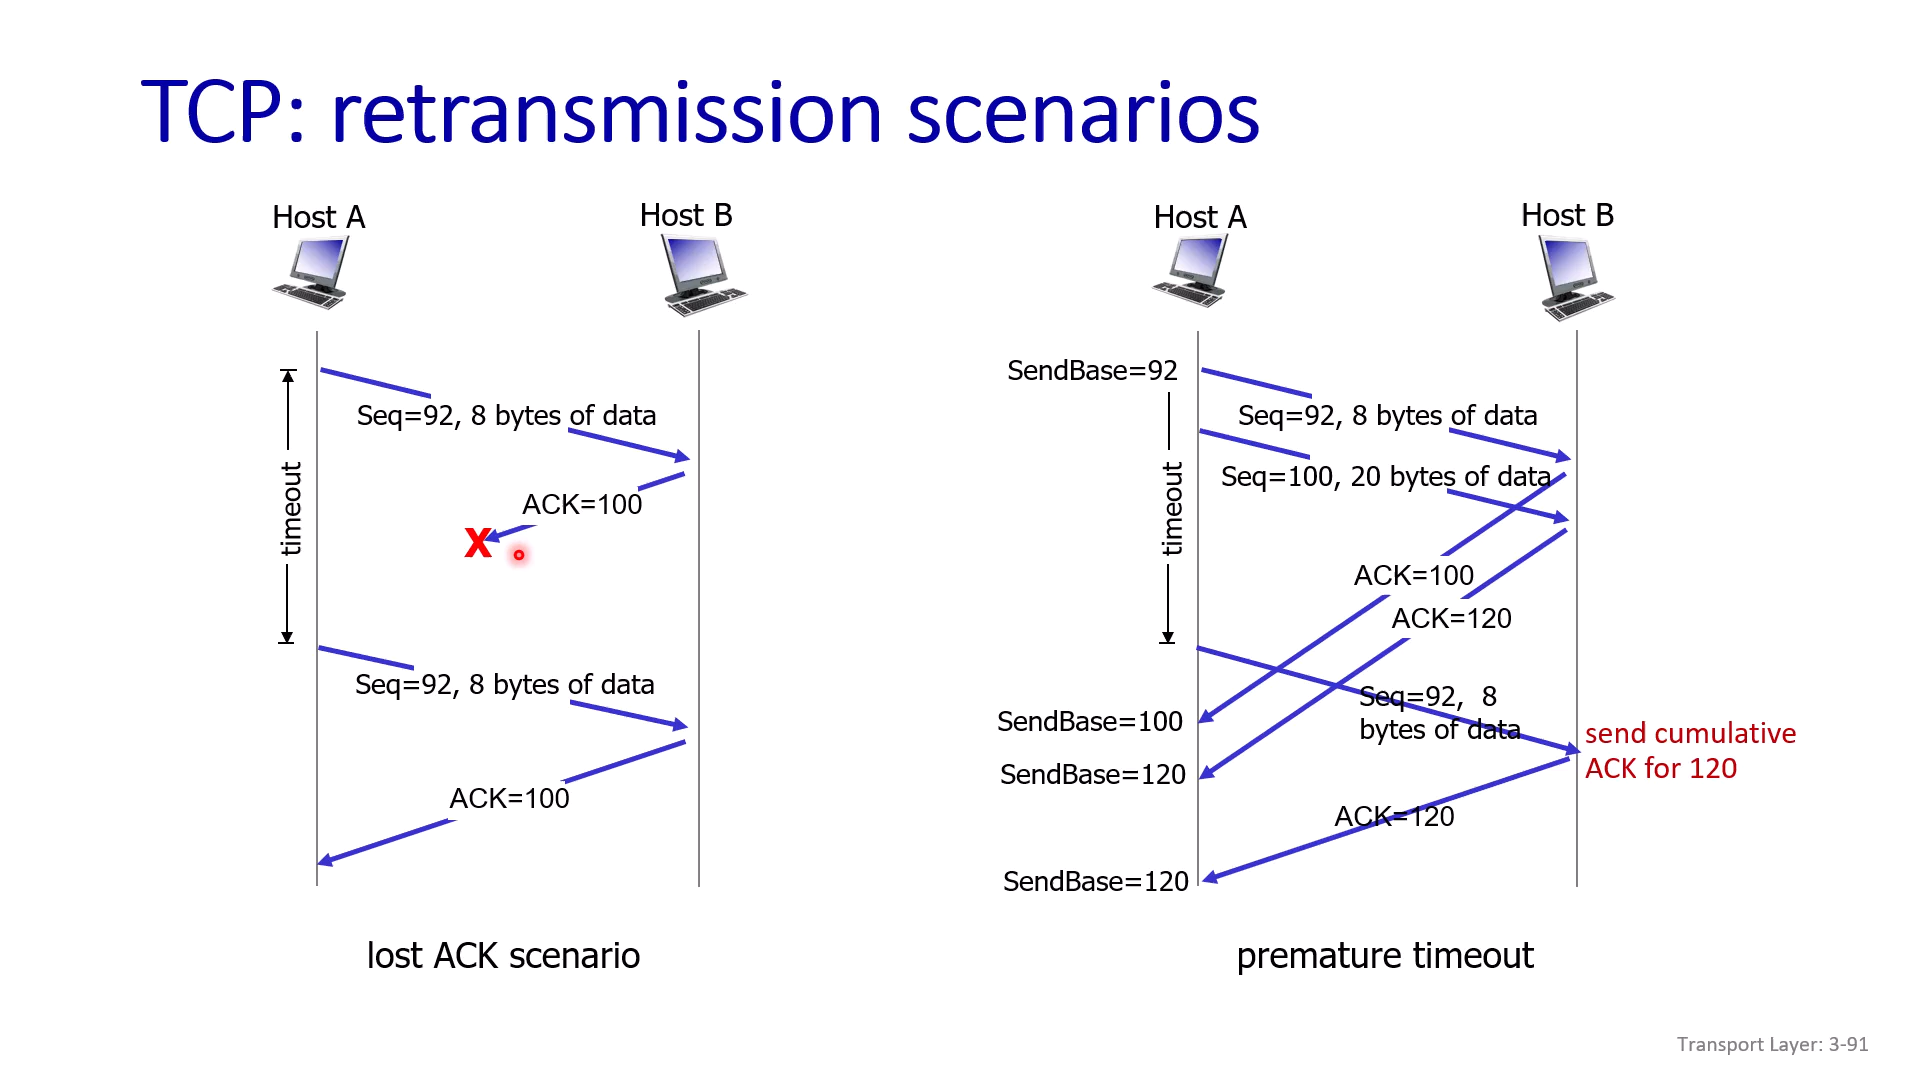 TCP: retransmission scenarios
Host A
Host B
timeout
Seq=92, 8 bytes of data
ACK=100
X
Seq=92, 8 bytes of data
ACK=100
lost ACK scenario
Host A
Host B
SendBase=92
timeout
Seq=92, 8 bytes of data
Seq=100, 20 bytes of data
ACK=100
ACK=120
Seq=92, 8
bytes of data
SendBase=100
SendBase=120
send cumulative
ACK for 120
ACK=120
SendBase=120
premature timeout
Transport Layer: 3-91